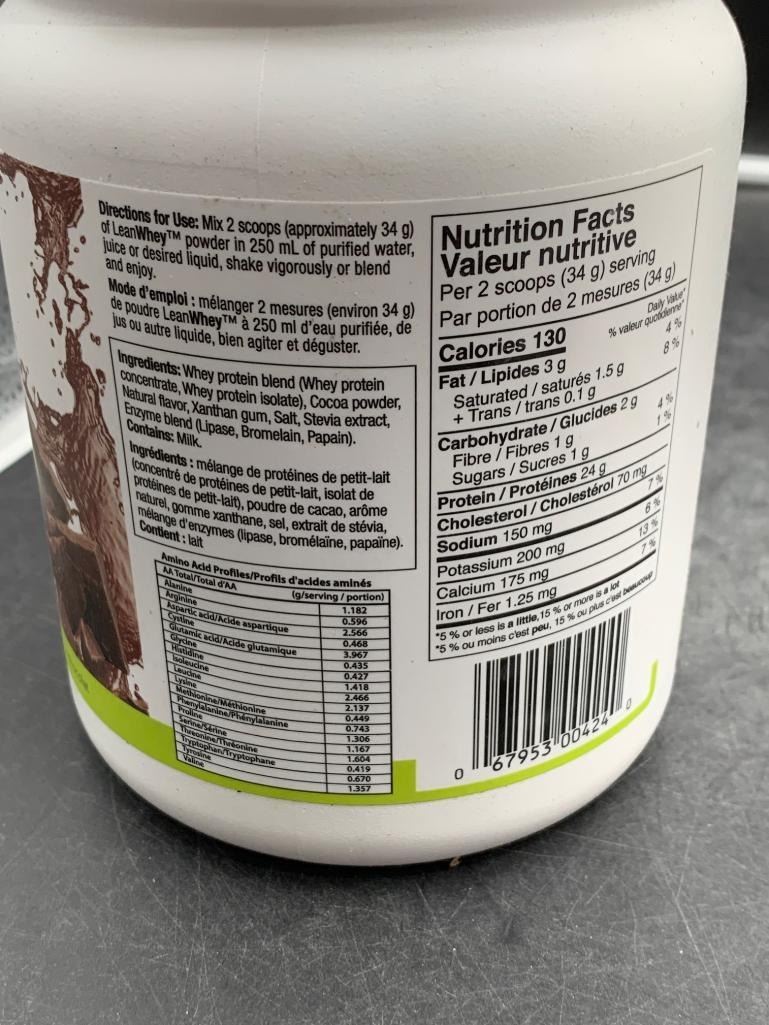 Directions for Use: Mix 2 scoops (approximately 34 g)
of LeanWhey™ powder in 250 mL of purified water,
juice or desired liquid, shake vigorously or blend
and enjoy.
Mode d'emploi : mélanger 2 mesures (environ 34 g)
de poudre LeanWhey™ à 250 ml d'eau purifiée, de
jus ou autre liquide, bien agiter et déguster.
Ingredients: Whey protein blend (Whey protein
concentrate, Whey protein isolate), Cocoa powder,
Natural flavor, Xanthan gum, Salt, Stevia extract,
Enzyme blend (Lipase, Bromelain, Papain).
Contains: Milk.
Ingrédients : mélange de protéines de petit-lait
(concentré de protéines de petit-lait, isolat de
protéines de petit-lait), poudre de cacao, arôme
naturel, gomme xanthane, sel, extrait de stévia,
mélange d'enzymes (lipase, bromélaïne, papaïne).
Contient : lait
Amino Acid Profiles/Profils d'acides aminés
AA Total/Total d'AA (g/serving / portion)
Alanine 1.182
Arginine 0.596
Aspartic acid/Acide aspartique 2.566
Cystine 0.468
Glutamic acid/Acide glutamique 3.967
Glycine 0.435
Histidine 0.427
Isoleucine 1.418
Leucine 2.466
Lysine 2.137
Methionine/Méthionine 0.449
Phenylalanine/Phénylalanine 0.743
Proline 1.306
Serine/Sérine 1.167
Threonine/Thréonine 1.604
Tryptophan/Tryptophane 0.419
Tyrosine 0.670
Valine 1.357
Nutrition Facts
Valeur nutritive
Per 2 scoops (34 g) serving
Par portion de 2 mesures (34 g)
Daily Value*
Calories 130 % valeur quotidienne*
Fat / Lipides 3 g 4 %
Saturated / saturés 1.5 g 8 %
+ Trans / trans 0.1 g
Carbohydrate / Glucides 2 g
Fibre / Fibres 1 g 4 %
Sugars / Sucres 1 g 1 %
Protein / Protéines 24 g
Cholesterol / Cholestérol 70 mg
Sodium 150 mg 7 %
Potassium 200 mg 6 %
Calcium 175 mg 13 %
Iron / Fer 1.25 mg 7 %
*5 % or less is a little, 15 % or more is a lot
*5 % ou moins c'est peu, 15 % ou plus c'est beaucoup
0 67953 00424 0